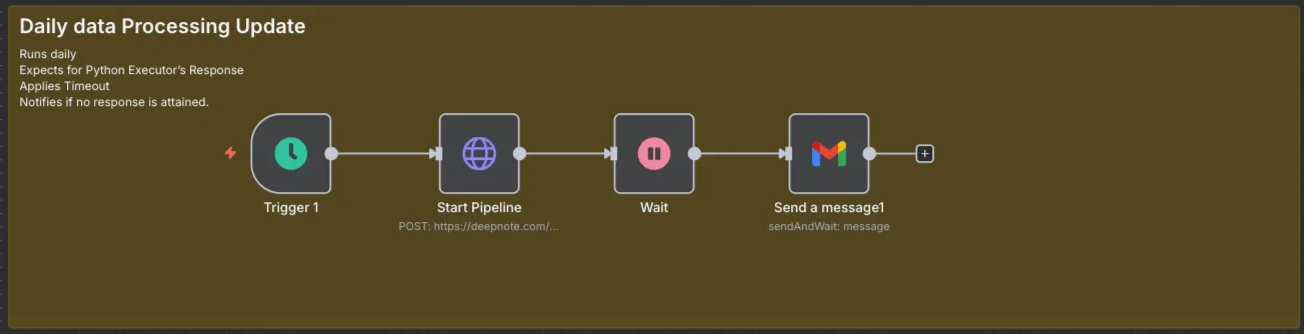 Daily data Processing Update
Runs daily
Expects for Python Executor's Response
Applies Timeout
Notifies if no response is attained.
Trigger 1
Start Pipeline
Wait
Send a message1
POST: https://deepnote.com/...
sendAndWait: message